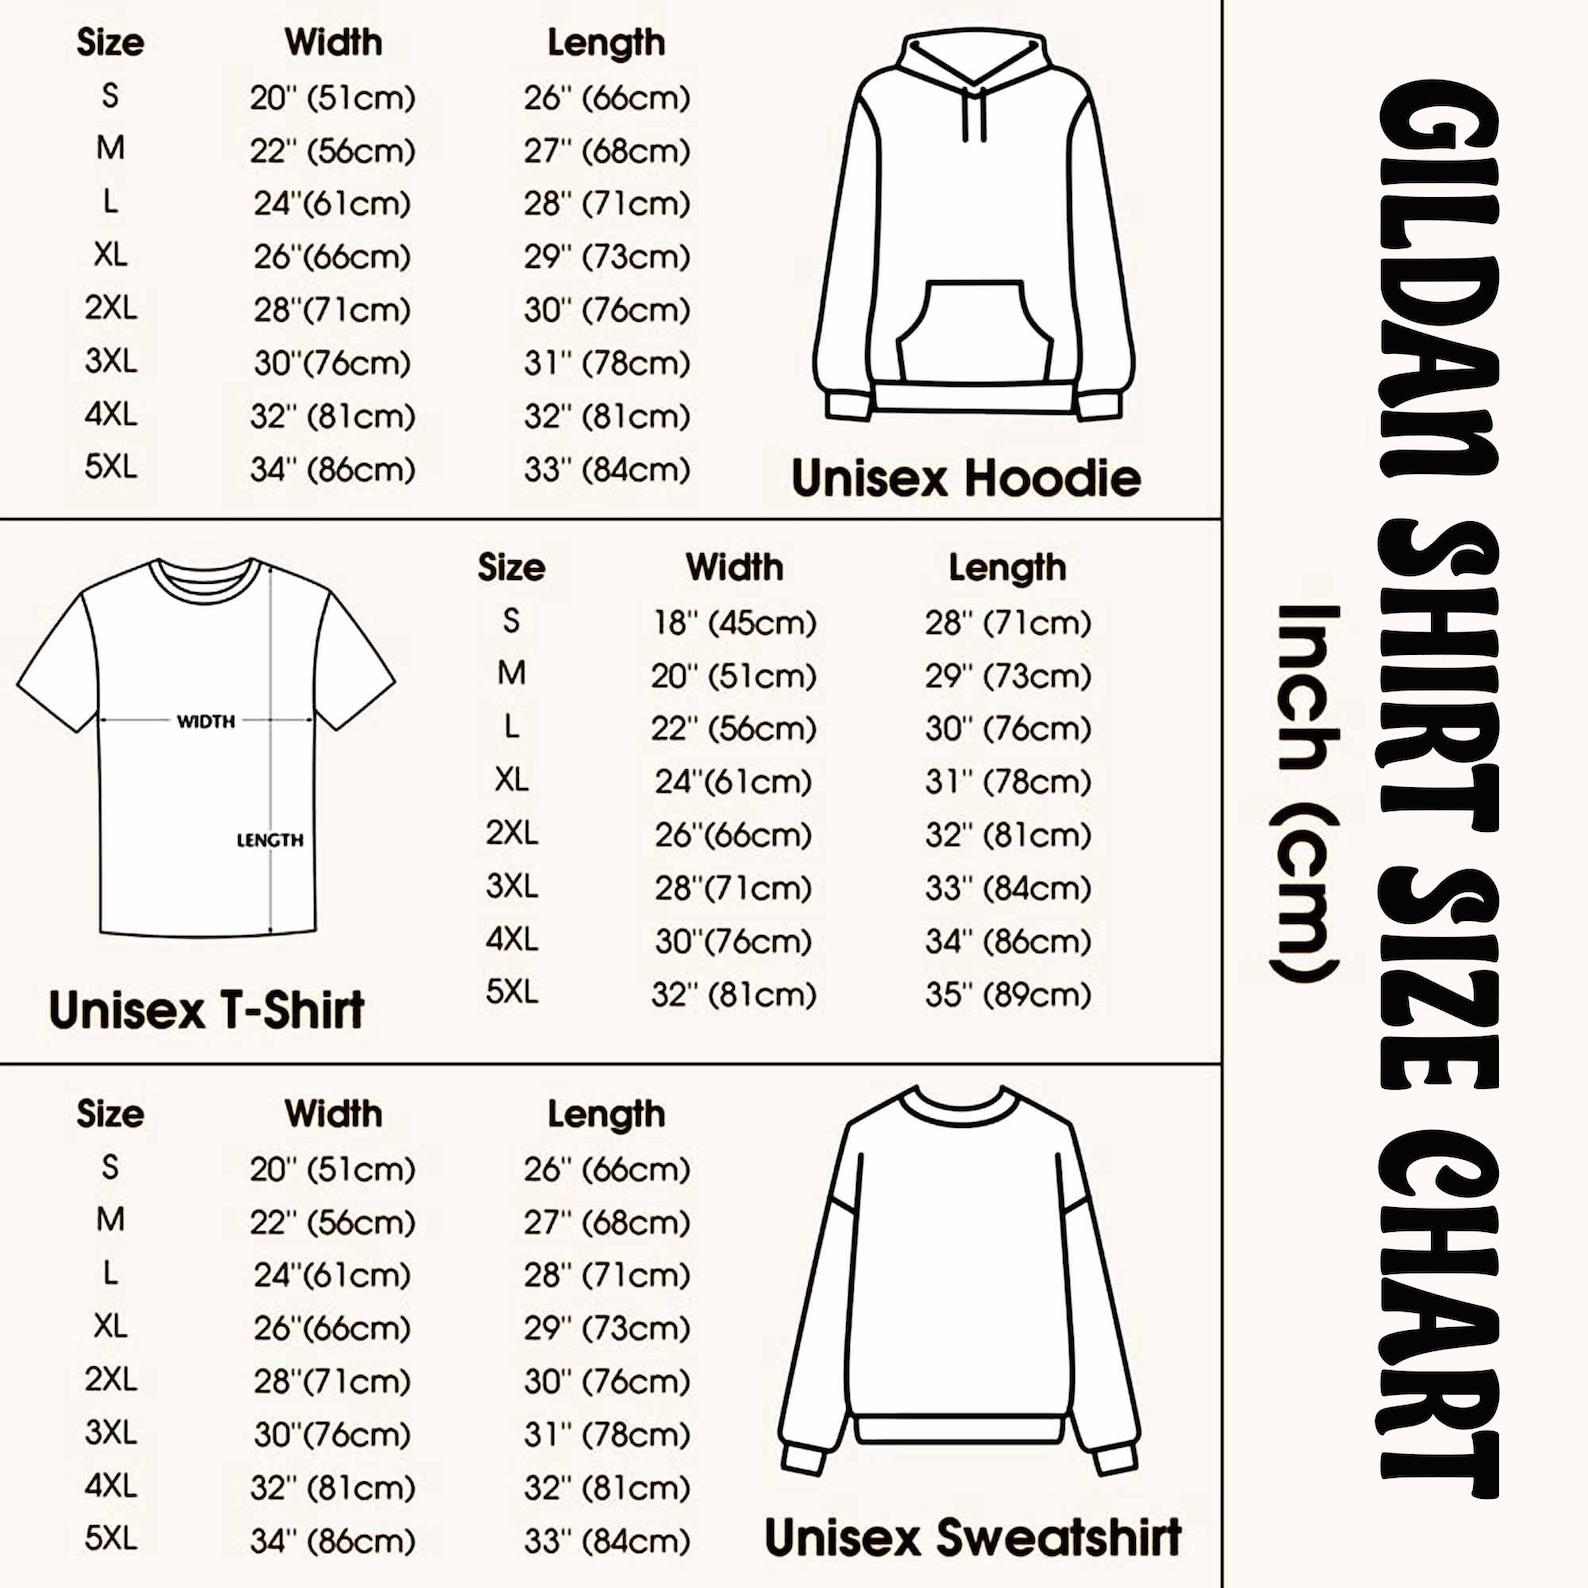 Size Width Length
S 20" (51cm) 26" (66cm)
M 22" (56cm) 27" (68cm)
L 24"(61cm) 28" (71cm)
XL 26"(66cm) 29" (73cm)
2XL 28"(71cm) 30" (76cm)
3XL 30"(76cm) 31" (78cm)
4XL 32" (81cm) 32" (81cm)
5XL 34" (86cm) 33" (84cm)
Unisex Hoodie
Size Width Length
S 18" (45cm) 28" (71cm)
M 20" (51cm) 29" (73cm)
L 22" (56cm) 30" (76cm)
XL 24"(61cm) 31" (78cm)
2XL 26"(66cm) 32" (81cm)
3XL 28"(71cm) 33" (84cm)
4XL 30"(76cm) 34" (86cm)
5XL 32" (81cm) 35" (89cm)
WIDTH
LENGTH
Unisex T-Shirt
Size Width Length
S 20" (51cm) 26" (66cm)
M 22" (56cm) 27" (68cm)
L 24"(61cm) 28" (71cm)
XL 26"(66cm) 29" (73cm)
2XL 28"(71cm) 30" (76cm)
3XL 30"(76cm) 31" (78cm)
4XL 32" (81cm) 32" (81cm)
5XL 34" (86cm) 33" (84cm)
Unisex Sweatshirt
GILDAN SHIRT SIZE CHART
Inch (cm)